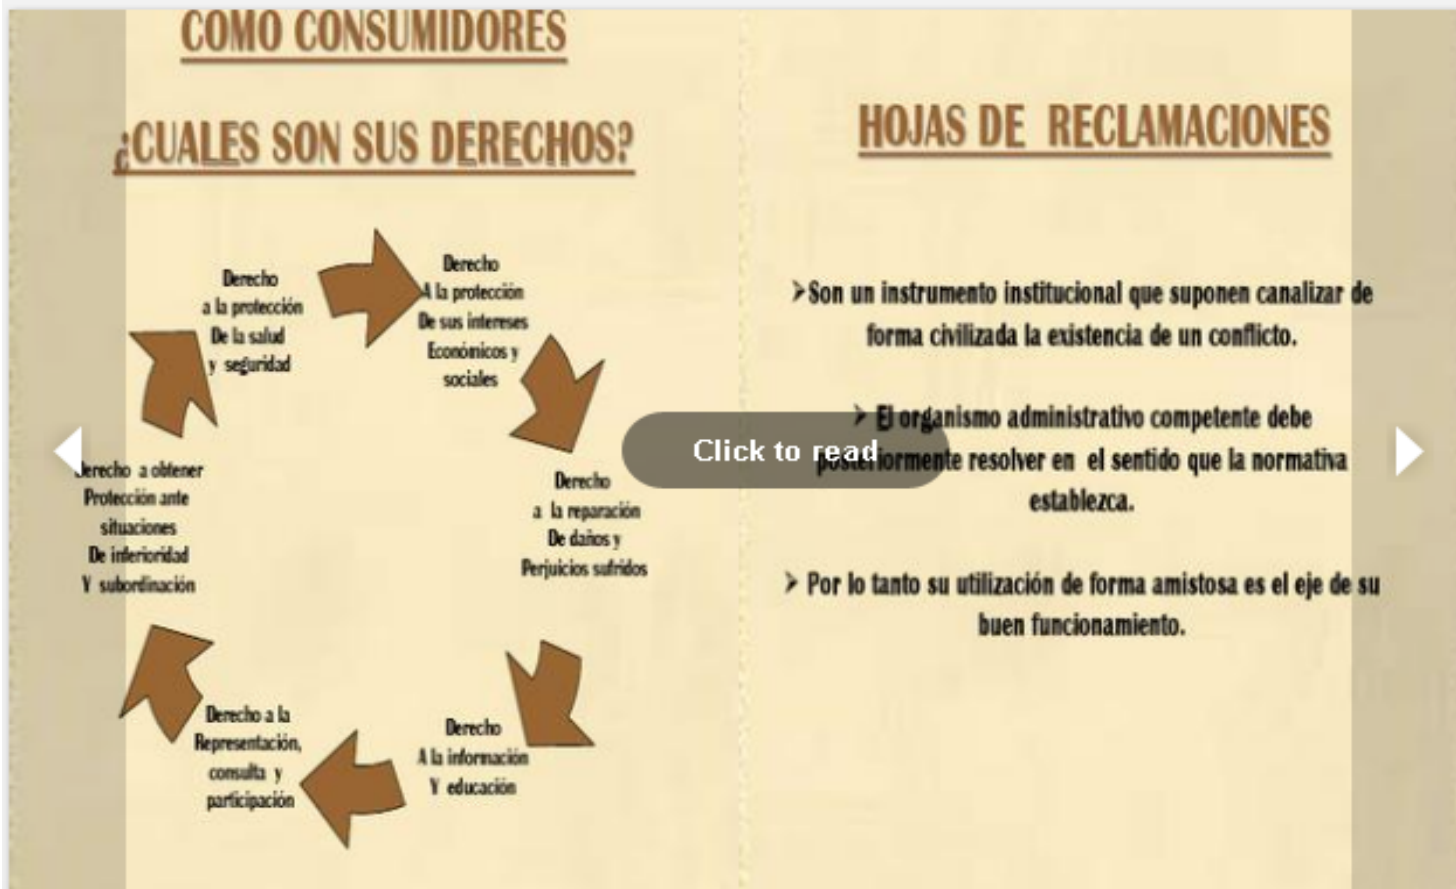 COMO CONSUMIDORES
¿CUALES SON SUS DERECHOS?
Derecho
a la protección
De la salud
y seguridad
Derecho
A la protección
De sus intereses
Económicos y
sociales
Derecho
a la reparación
De daños y
Perjuicios sufridos
Derecho
A la información
Y educación
Derecho a la
Representación,
consulta y
participación
Derecho a obtener
Protección ante
situaciones
De inferioridad
Y subordinación
HOJAS DE RECLAMACIONES
➢Son un instrumento institucional que suponen canalizar de
forma civilizada la existencia de un conflicto.
➢ El organismo administrativo competente debe
posteriormente resolver en el sentido que la normativa
establezca.
➢ Por lo tanto su utilización de forma amistosa es el eje de su
buen funcionamiento.
Click to read